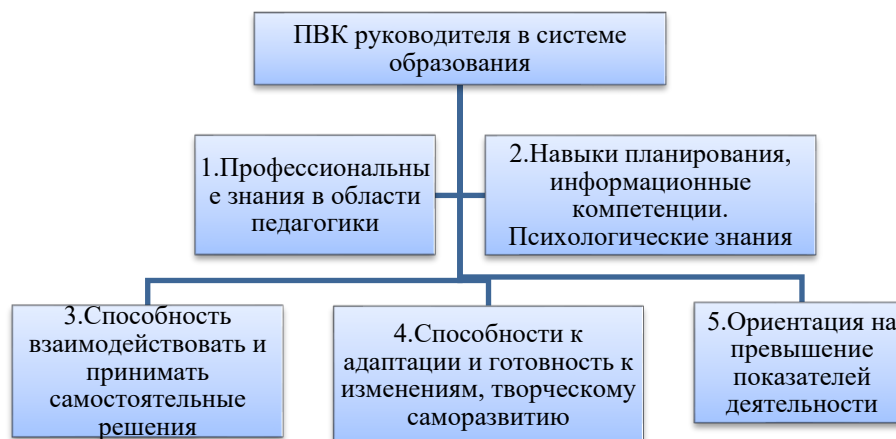 ПВК руководителя в системе
образования
1.Профессиональны
е знания в области
педагогики
2.Навыки планирования,
информационные
компетенции.
Психологические знания
3.Способность
взаимодействовать и
принимать
самостоятельные
решения
4.Способности к
адаптации и готовность к
изменениям, творческому
саморазвитию
5.Ориентация на
превышение
показателей
деятельности